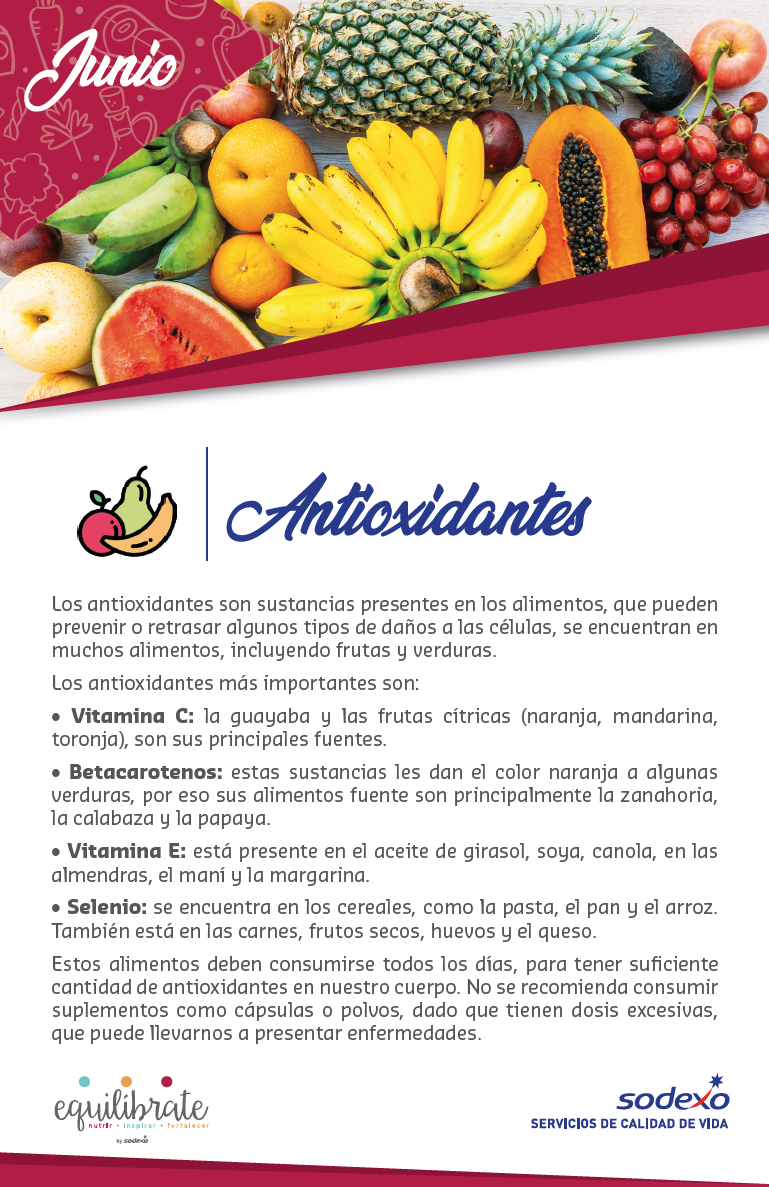 Junio
Antioxidantes
Los antioxidantes son sustancias presentes en los alimentos, que pueden
prevenir o retrasar algunos tipos de daños a las células, se encuentran en
muchos alimentos, incluyendo frutas y verduras.
Los antioxidantes más importantes son:
• Vitamina C: la guayaba y las frutas cítricas (naranja, mandarina,
toronja), son sus principales fuentes.
• Betacarotenos: estas sustancias les dan el color naranja a algunas
verduras, por eso sus alimentos fuente son principalmente la zanahoria,
la calabaza y la papaya.
• Vitamina E: está presente en el aceite de girasol, soya, canola, en las
almendras, el maní y la margarina.
• Selenio: se encuentra en los cereales, como la pasta, el pan y el arroz.
También está en las carnes, frutos secos, huevos y el queso.
Estos alimentos deben consumirse todos los días, para tener suficiente
cantidad de antioxidantes en nuestro cuerpo. No se recomienda consumir
suplementos como cápsulas o polvos, dado que tienen dosis excesivas,
que puede llevarnos a presentar enfermedades.
equilíbrate
nutrir • inspirar • fortalecer
by sodexo
sodexo
SERVICIOS DE CALIDAD DE VIDA